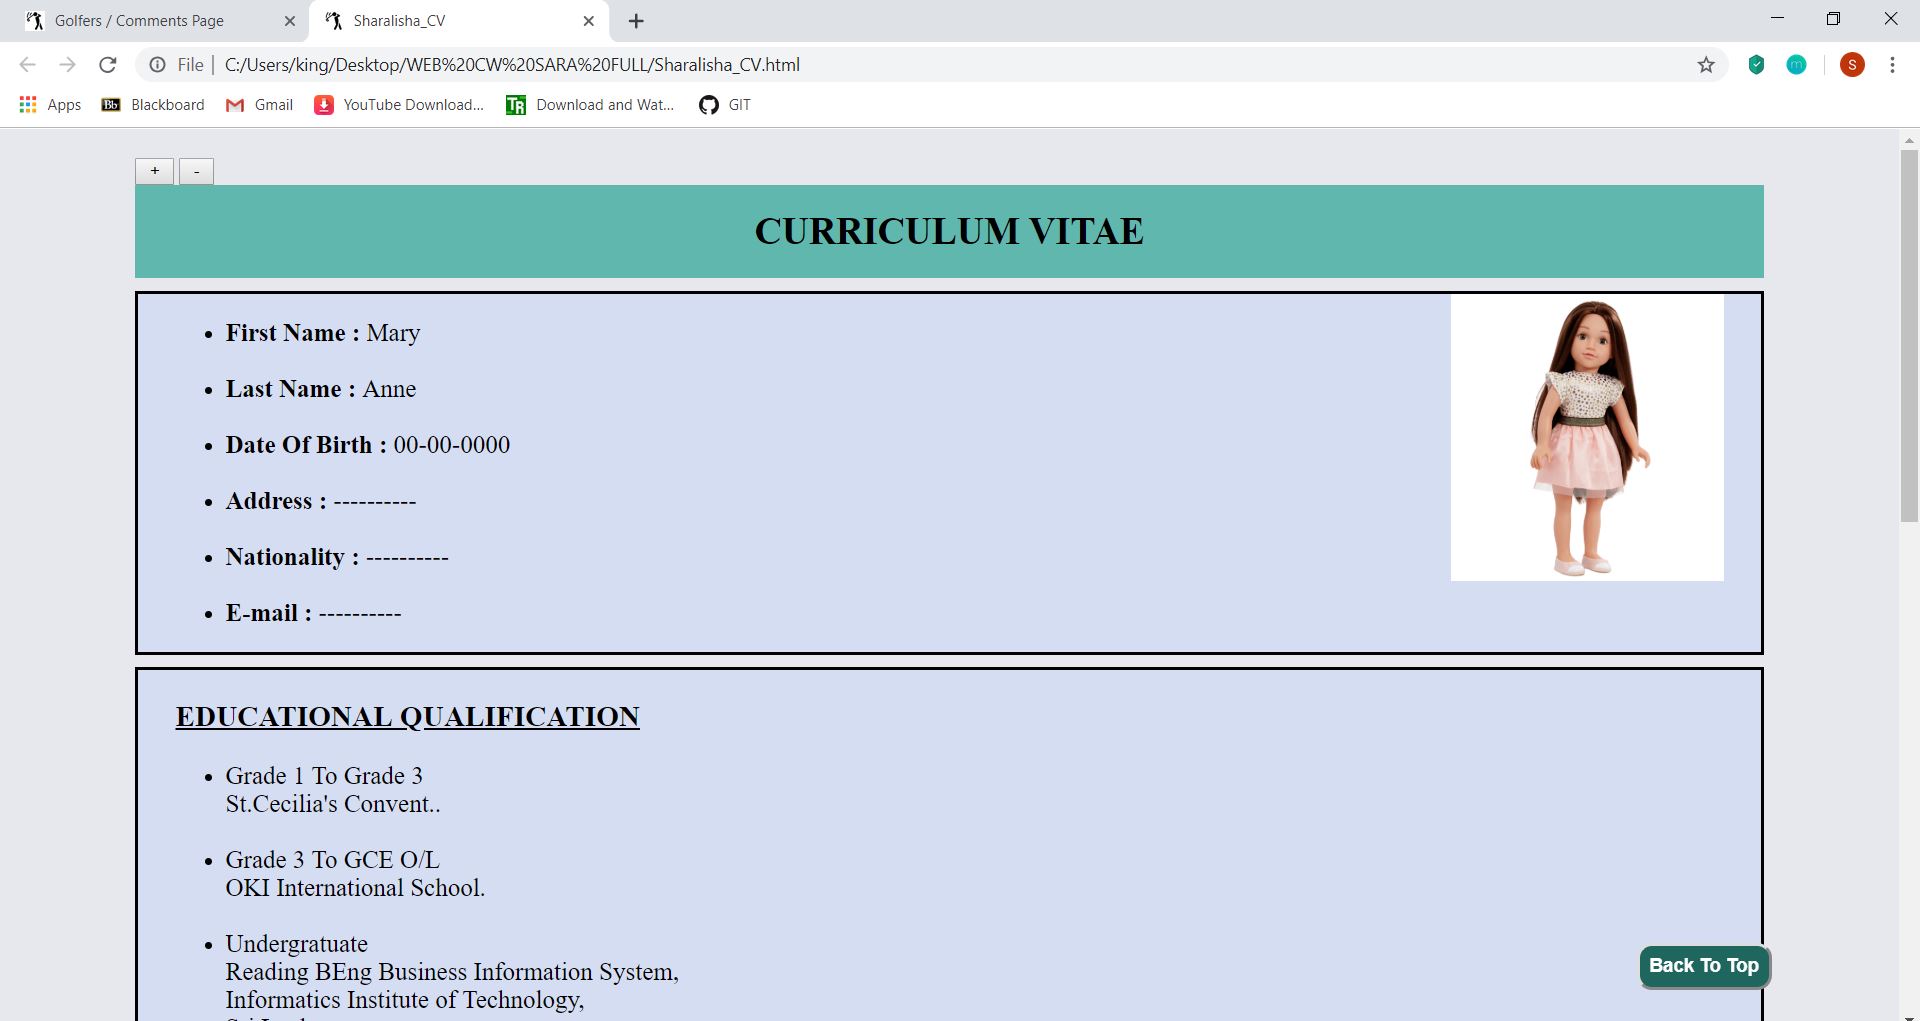 Golfers / Comments Page
Sharalisha_CV
File | C:/Users/king/Desktop/WEB%20CW%20SARA%20FULL/Sharalisha_CV.html
m
S
Apps
Bb Blackboard
Gmail
YouTube Download...
TR Download and Wat...
GIT
+ -
CURRICULUM VITAE
• First Name : Mary
• Last Name : Anne
• Date Of Birth : 00-00-0000
• Address : ----------
• Nationality : ----------
• E-mail : ----------
EDUCATIONAL QUALIFICATION
• Grade 1 To Grade 3
St.Cecilia's Convent..
• Grade 3 To GCE O/L
OKI International School.
• Undergratuate
Reading BEng Business Information System,
Informatics Institute of Technology,
Back To Top